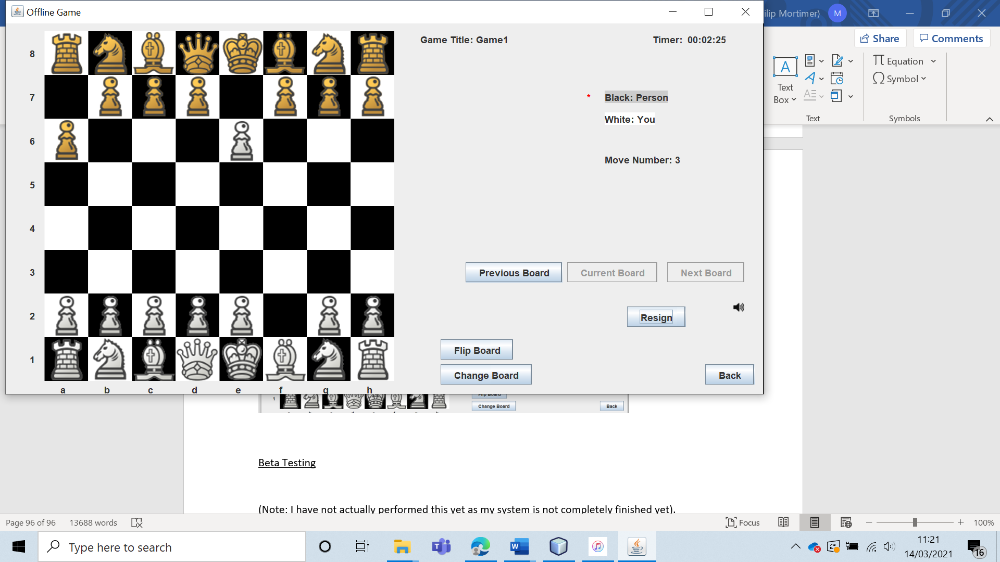 Offline Game
ilip Mortimer) M
Game Title: Game1
Timer: 00:02:25
Share
Comments
A
Text
Box
A
A
π Equation
Ω Symbol
Text
Symbols
8
7
6
5
4
3
2
1
a b c d e f g h
* Black: Person
White: You
Move Number: 3
Previous Board
Current Board
Next Board
Resign
Flip Board
Change Board
Back
1
Flip Board
Change Board
Back
Beta Testing
(Note: I have not actually performed this yet as my system is not completely finished yet).
Page 96 of 96
13688 words
Focus
100%
Type here to search
T
W
11:21
14/03/2021
16